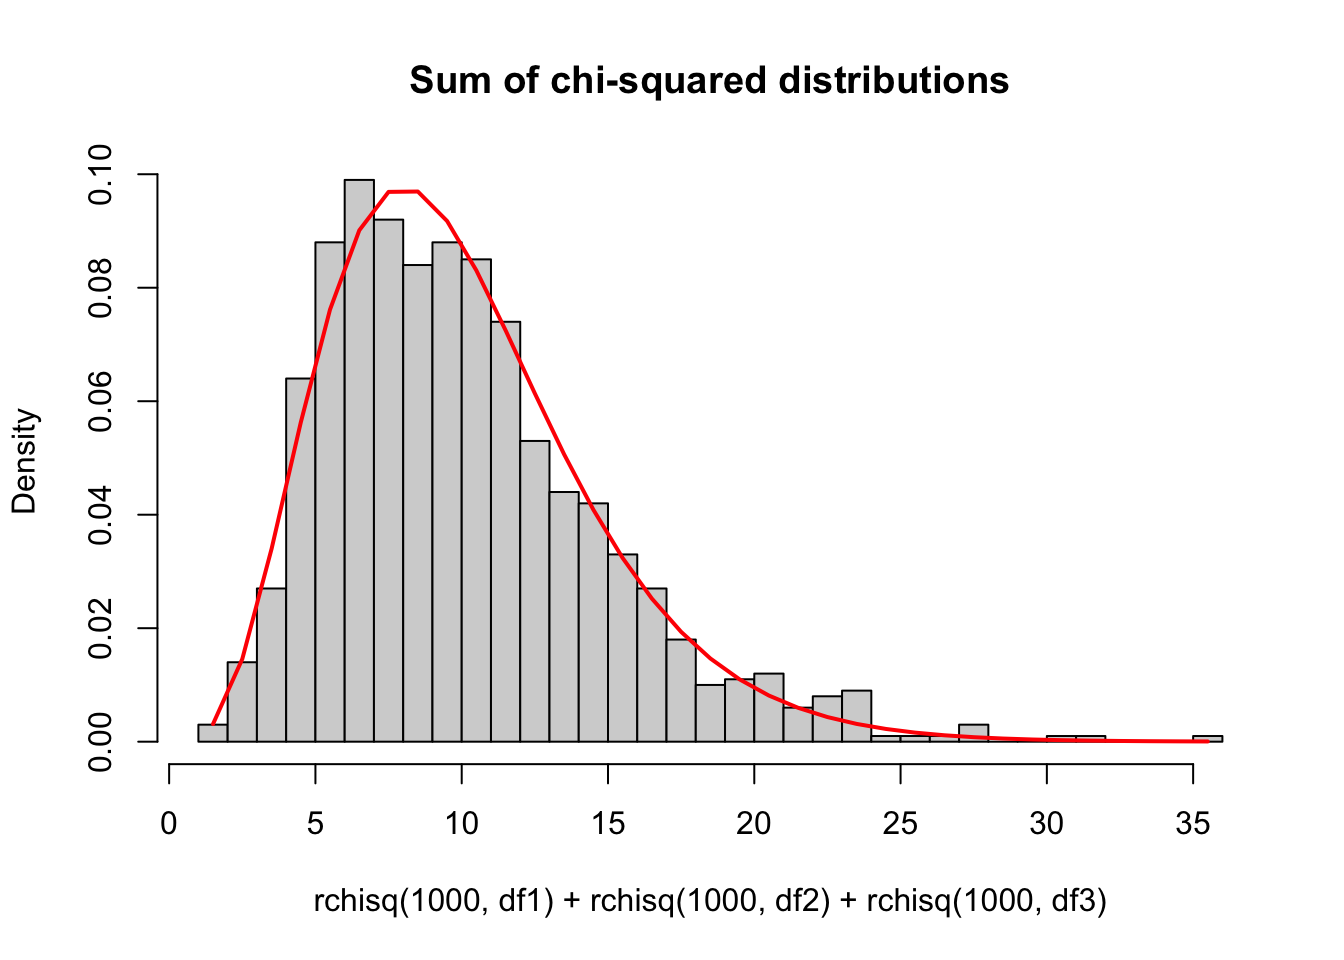 Sum of chi-squared distributions
Density
0.10
0.08
0.06
0.04
0.02
0.00
0 5 10 15 20 25 30 35
rchisq(1000, df1) + rchisq(1000, df2) + rchisq(1000, df3)